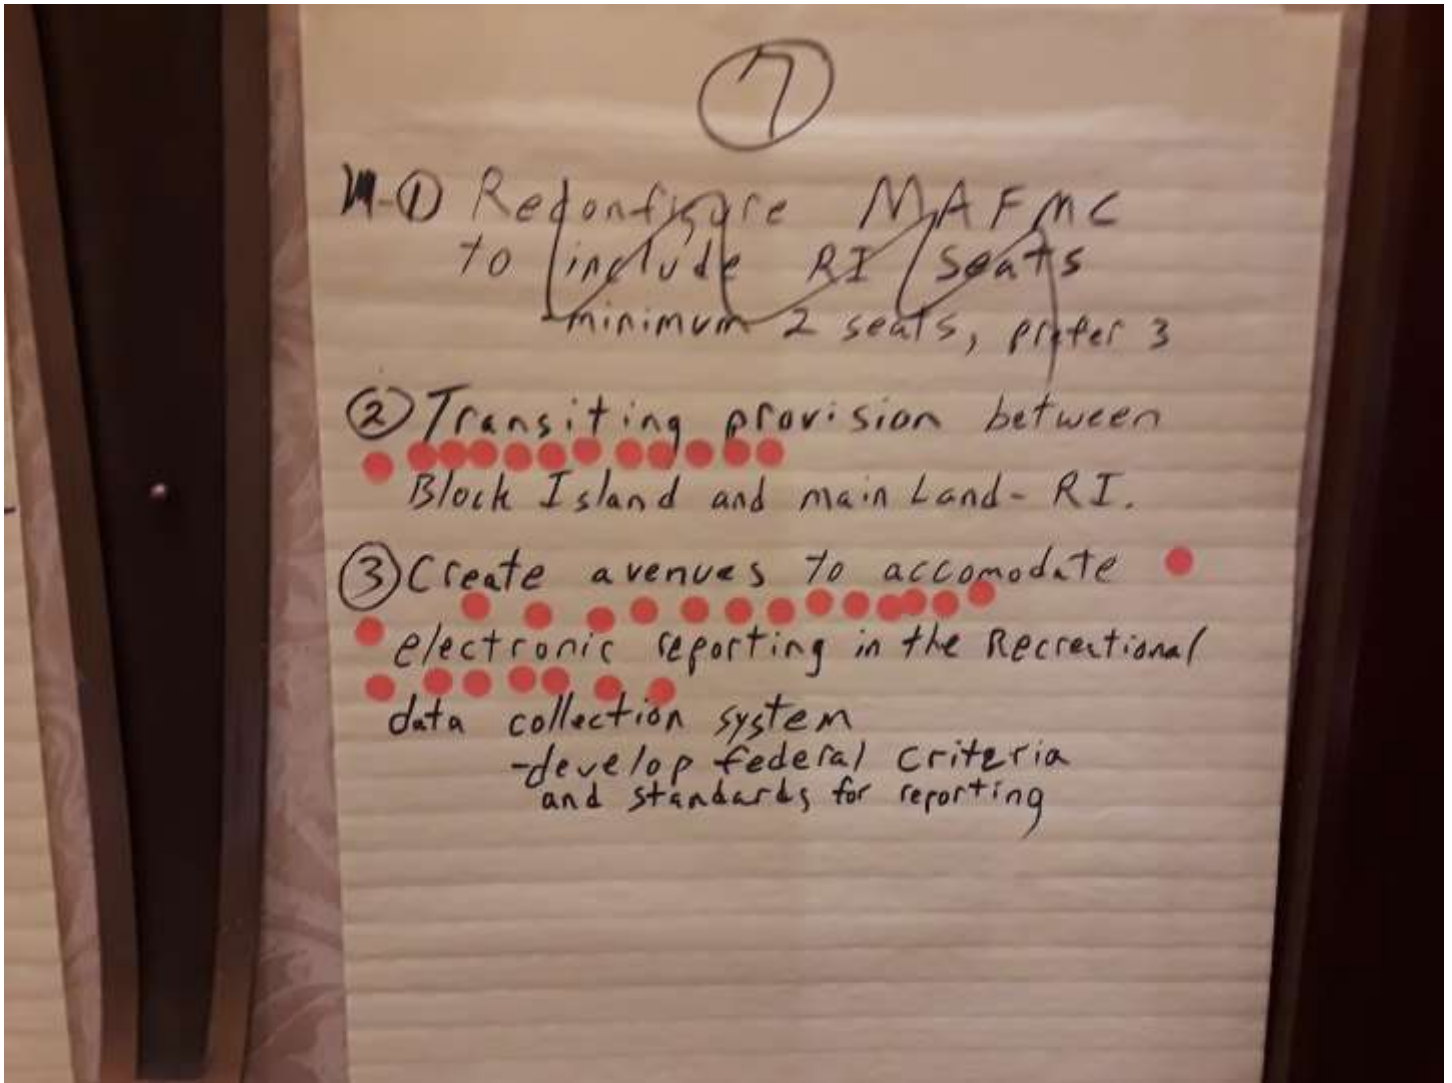 7
M-① Reconfigure MAFMC
to include RI seats
-minimum 2 seats, prefer 3
② Transiting provision between
Block Island and main Land - RI.
③ Create avenues to accomodate
electronic reporting in the Recreational
data collection system
-develop federal criteria
and standards for reporting